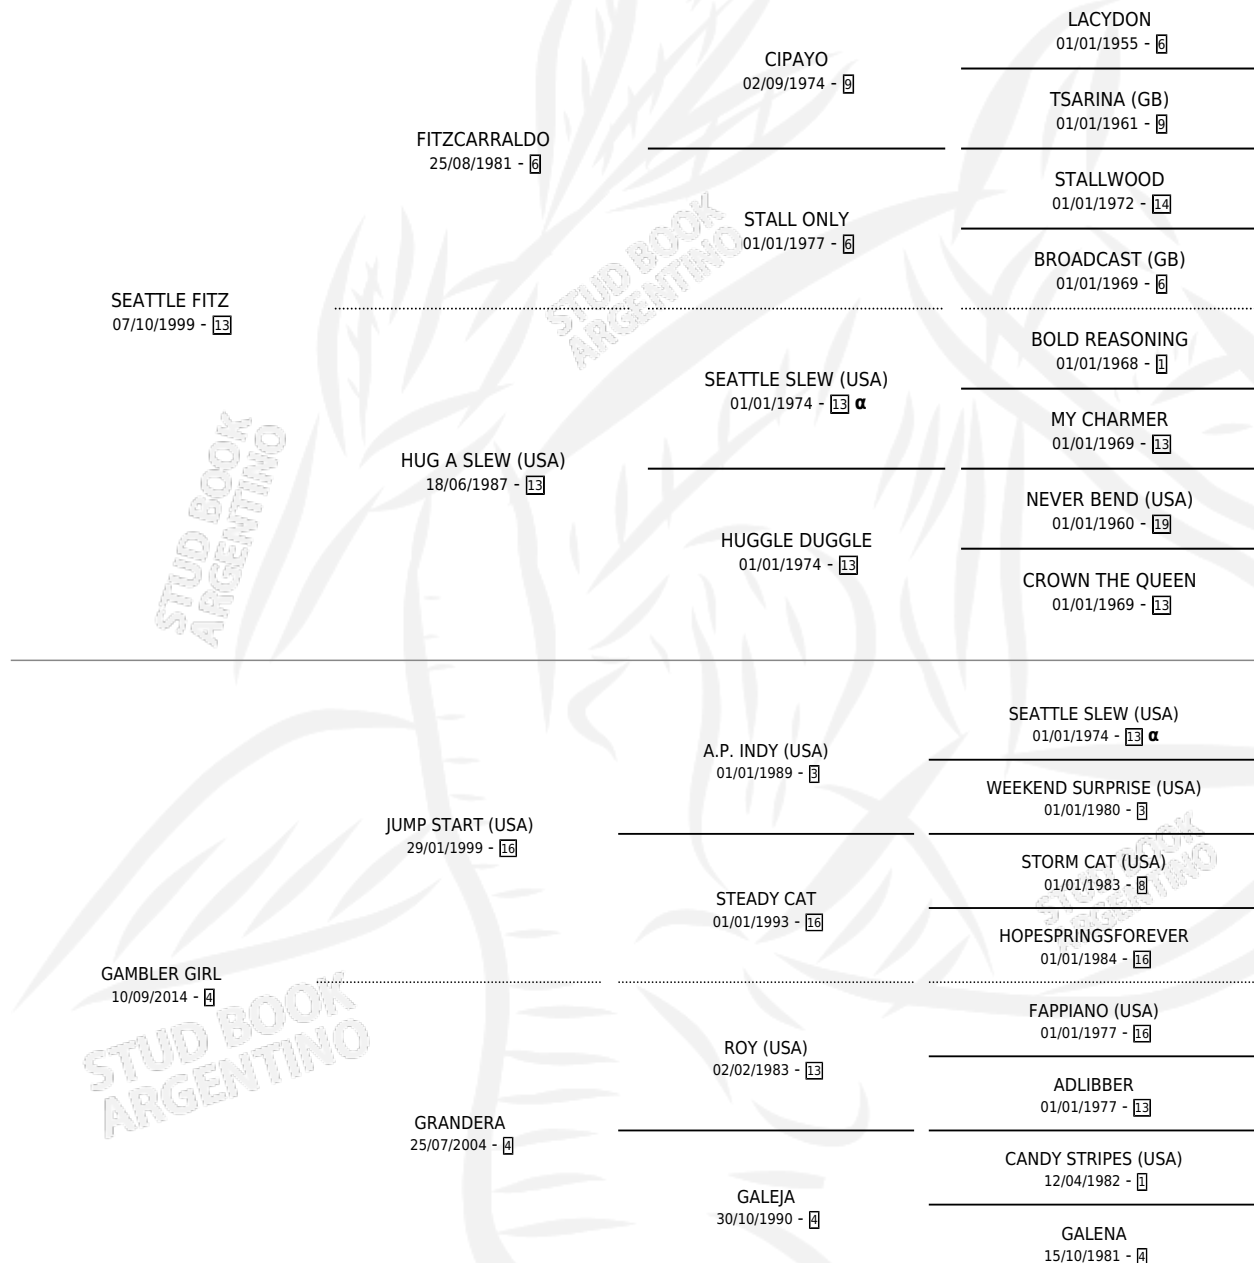 LACYDON
01/01/1955 - 6
CIPAYO
02/09/1974 - 9
TSARINA (GB)
01/01/1961 - 9
FITZCARRALDO
25/08/1981 - 6
STALLWOOD
01/01/1972 - 14
STALL ONLY
01/01/1977 - 6
BROADCAST (GB)
01/01/1969 - 6
SEATTLE FITZ
07/10/1999 - 13
BOLD REASONING
01/01/1968 - 1
SEATTLE SLEW (USA)
01/01/1974 - 13 α
MY CHARMER
01/01/1969 - 13
HUG A SLEW (USA)
18/06/1987 - 13
NEVER BEND (USA)
01/01/1960 - 19
HUGGLE DUGGLE
01/01/1974 - 13
CROWN THE QUEEN
01/01/1969 - 13
SEATTLE SLEW (USA)
01/01/1974 - 13 α
A.P. INDY (USA)
01/01/1989 - 3
WEEKEND SURPRISE (USA)
01/01/1980 - 3
JUMP START (USA)
29/01/1999 - 16
STORM CAT (USA)
01/01/1983 - 8
STEADY CAT
01/01/1993 - 16
HOPESPRINGSFOREVER
01/01/1984 - 16
GAMBLER GIRL
10/09/2014 - 4
FAPPIANO (USA)
01/01/1977 - 16
ROY (USA)
02/02/1983 - 13
ADLIBBER
01/01/1977 - 13
GRANDERA
25/07/2004 - 4
CANDY STRIPES (USA)
12/04/1982 - 1
GALEJA
30/10/1990 - 4
GALENA
15/10/1981 - 4
STUD BOOK
ARGENTINO
STUD BOOK
ARGENTINO
STUD BOOK
ARGENTINO
STUD BOOK
ARGENTINO